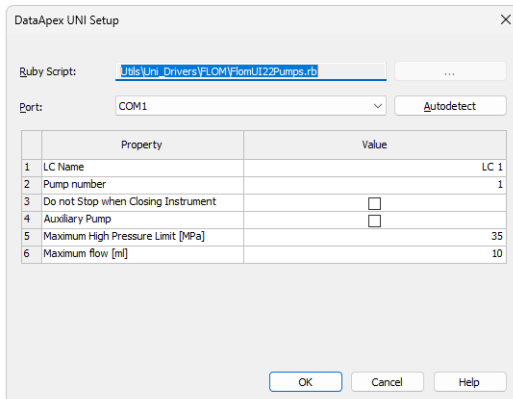 DataApex UNI Setup
Ruby Script: Utils\Uni_Drivers\FLOM\FlomUI22Pumps.rb ...
Port: COM1 Autodetect
Property Value
1 LC Name LC 1
2 Pump number 1
3 Do not Stop when Closing Instrument
4 Auxiliary Pump
5 Maximum High Pressure Limit [MPa] 35
6 Maximum flow [ml] 10
OK Cancel Help